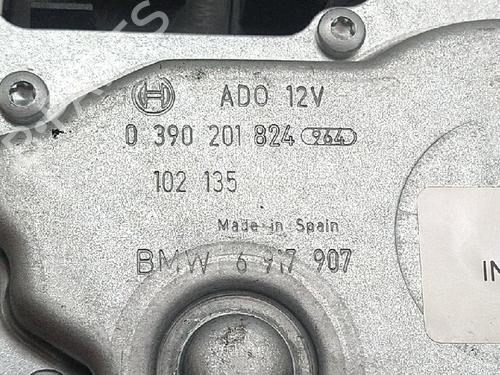 ADO 12V
0 390 201 824 964
102 135
Made in Spain
BMW 6 917 907
IN